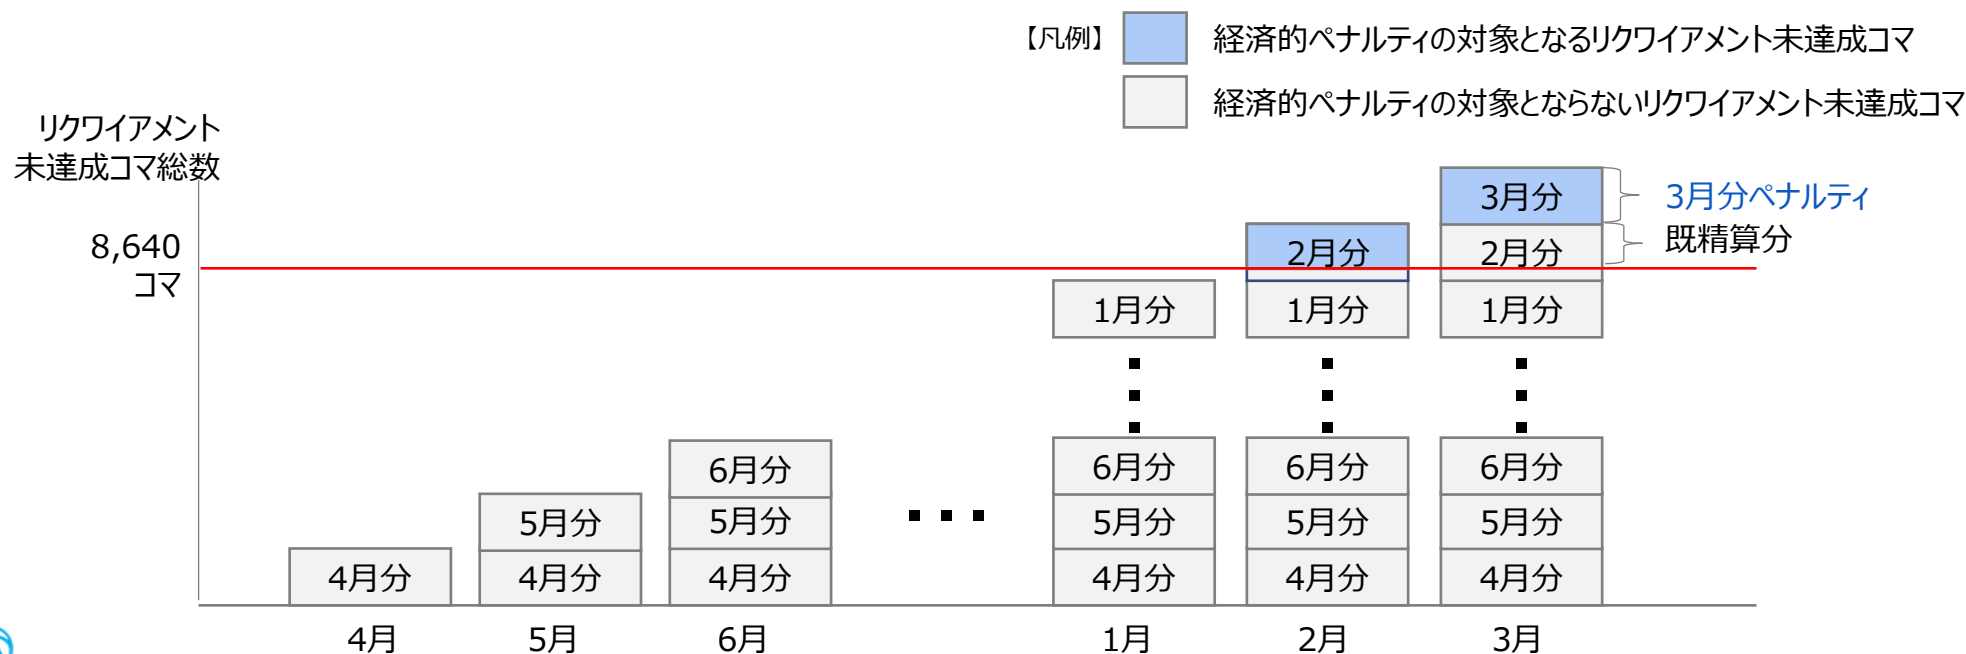 【凡例】
経済的ペナルティの対象となるリクワイアメント未達成コマ
経済的ペナルティの対象とならないリクワイアメント未達成コマ
リクワイアメント
未達成コマ総数
8,640
コマ
3月分
3月分ペナルティ
2月分
2月分
既精算分
1月分
1月分
1月分
6月分
6月分
6月分
6月分
5月分
5月分
5月分
5月分
5月分
4月分
4月分
4月分
4月分
4月分
4月分
4月
5月
6月
1月
2月
3月